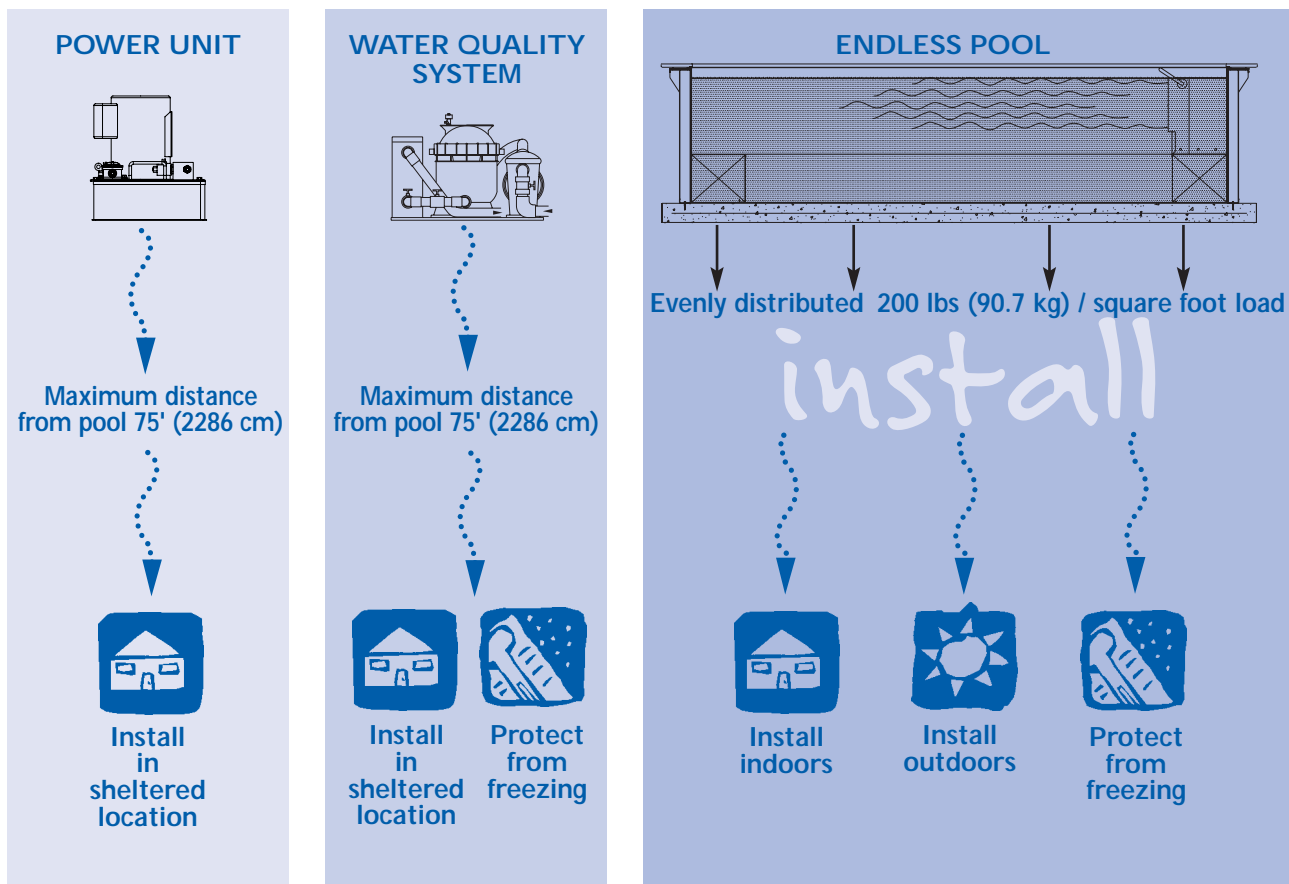 POWER UNIT
Maximum distance
from pool 75' (2286 cm)
Install
in
sheltered
location
WATER QUALITY
SYSTEM
Maximum distance
from pool 75' (2286 cm)
Install
in
sheltered
location
Protect
from
freezing
ENDLESS POOL
Evenly distributed 200 lbs (90.7 kg) / square foot load
install
Install
indoors
Install
outdoors
Protect
from
freezing